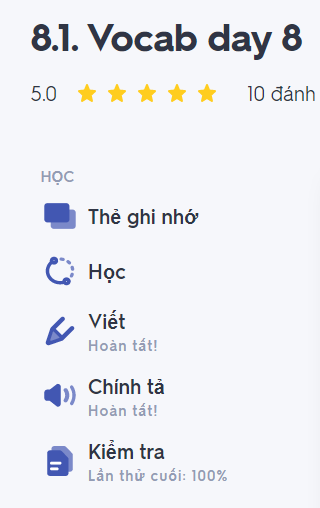 8.1. Vocab day 8
5.0 10 đánh
HỌC
Thẻ ghi nhớ
Học
Viết
Hoàn tất!
Chính tả
Hoàn tất!
Kiểm tra
Lần thử cuối: 100%